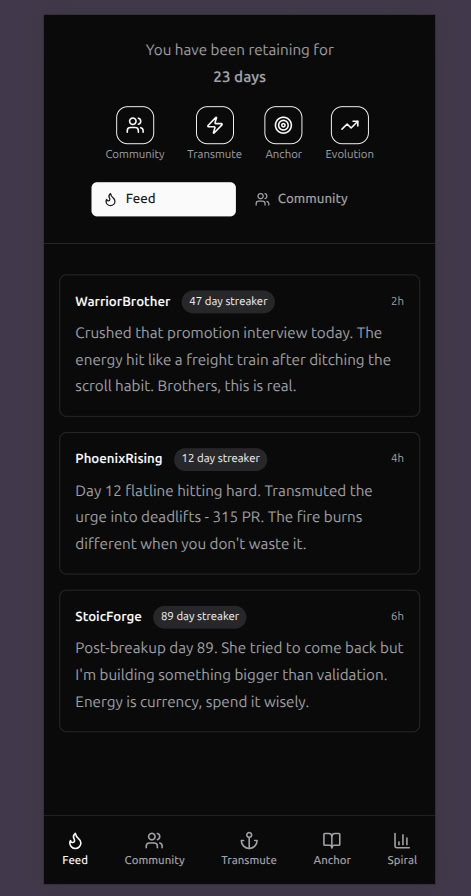 You have been retaining for
23 days
Community Transmute Anchor Evolution
Feed Community
WarriorBrother 47 day streaker 2h
Crushed that promotion interview today. The
energy hit like a freight train after ditching the
scroll habit. Brothers, this is real.
PhoenixRising 12 day streaker 4h
Day 12 flatline hitting hard. Transmuted the
urge into deadlifts - 315 PR. The fire burns
different when you don't waste it.
StoicForge 89 day streaker 6h
Post-breakup day 89. She tried to come back but
I'm building something bigger than validation.
Energy is currency, spend it wisely.
Feed Community Transmute Anchor Spiral